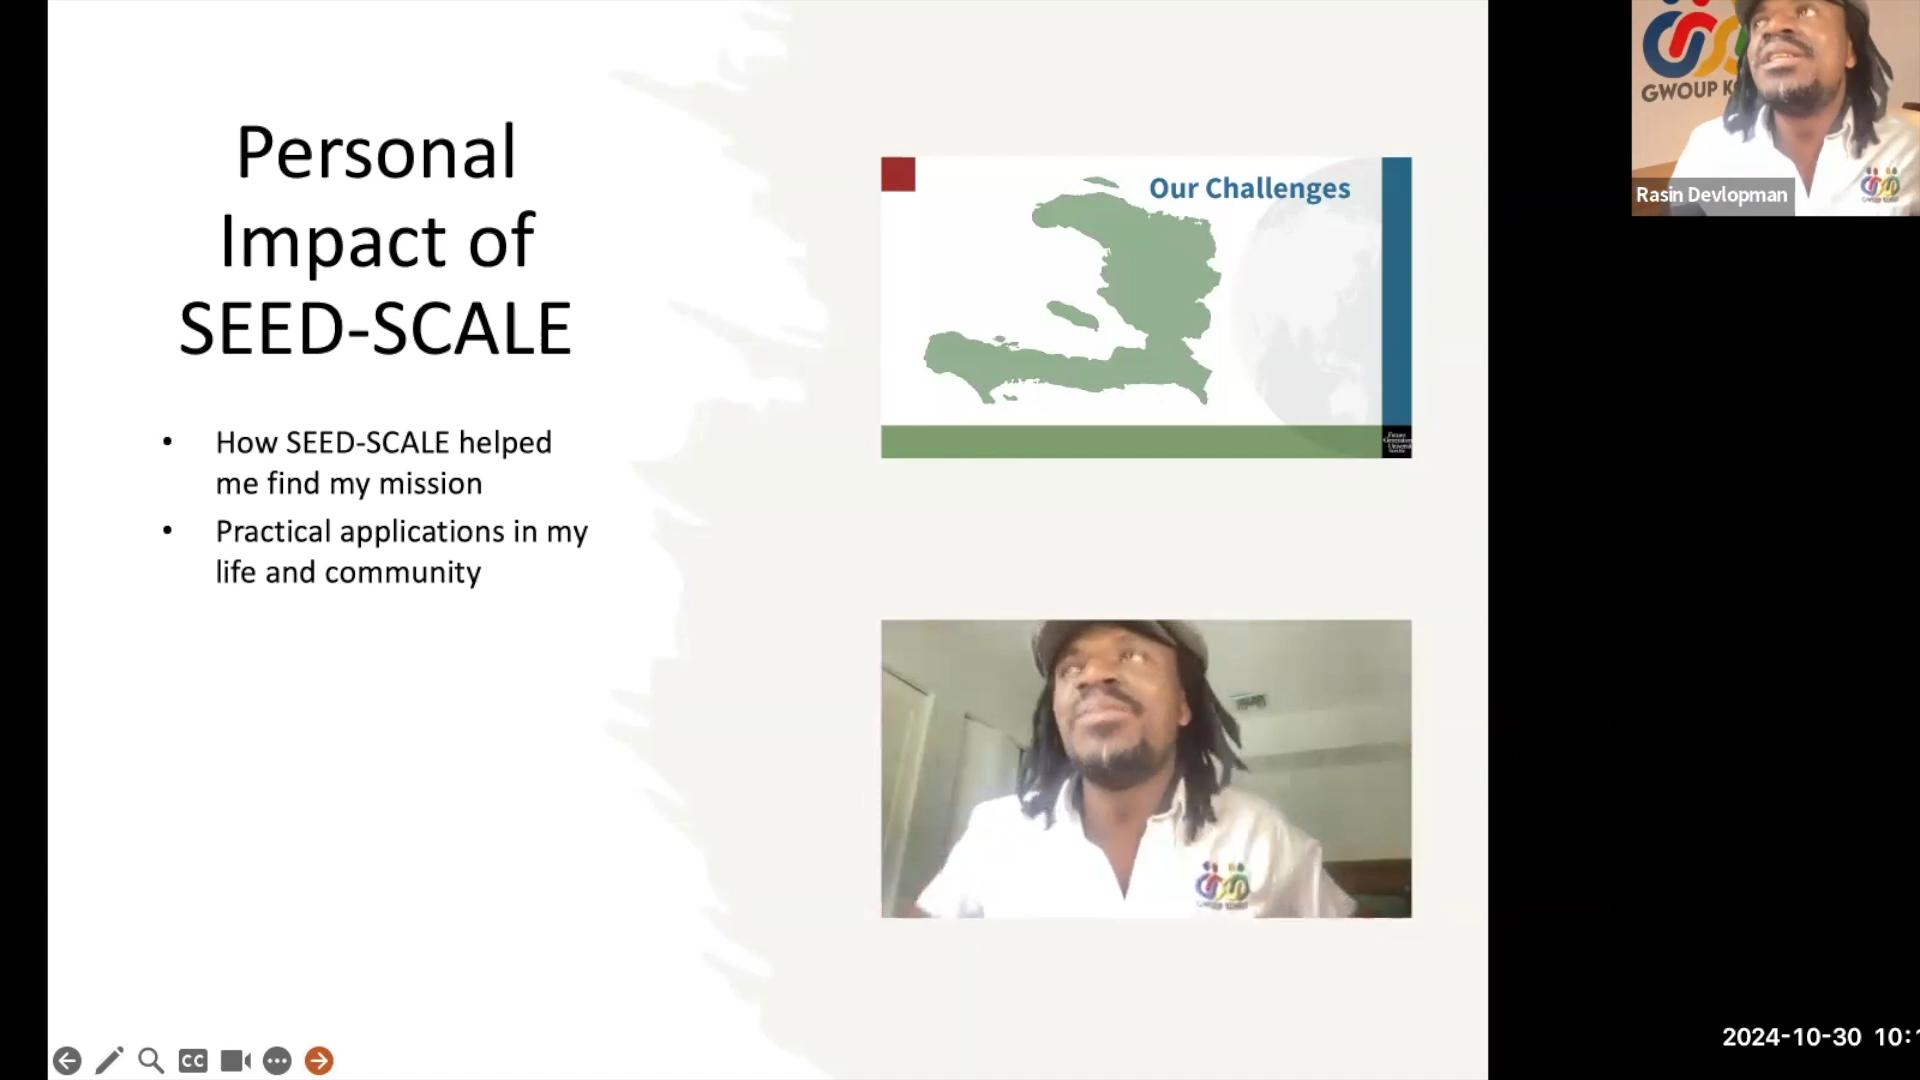 Personal
Impact of
SEED-SCALE
• How SEED-SCALE helped
me find my mission
• Practical applications in my
life and community
Our Challenges
GWOUP
Rasin Devlopman
CC
2024-10-30 10: